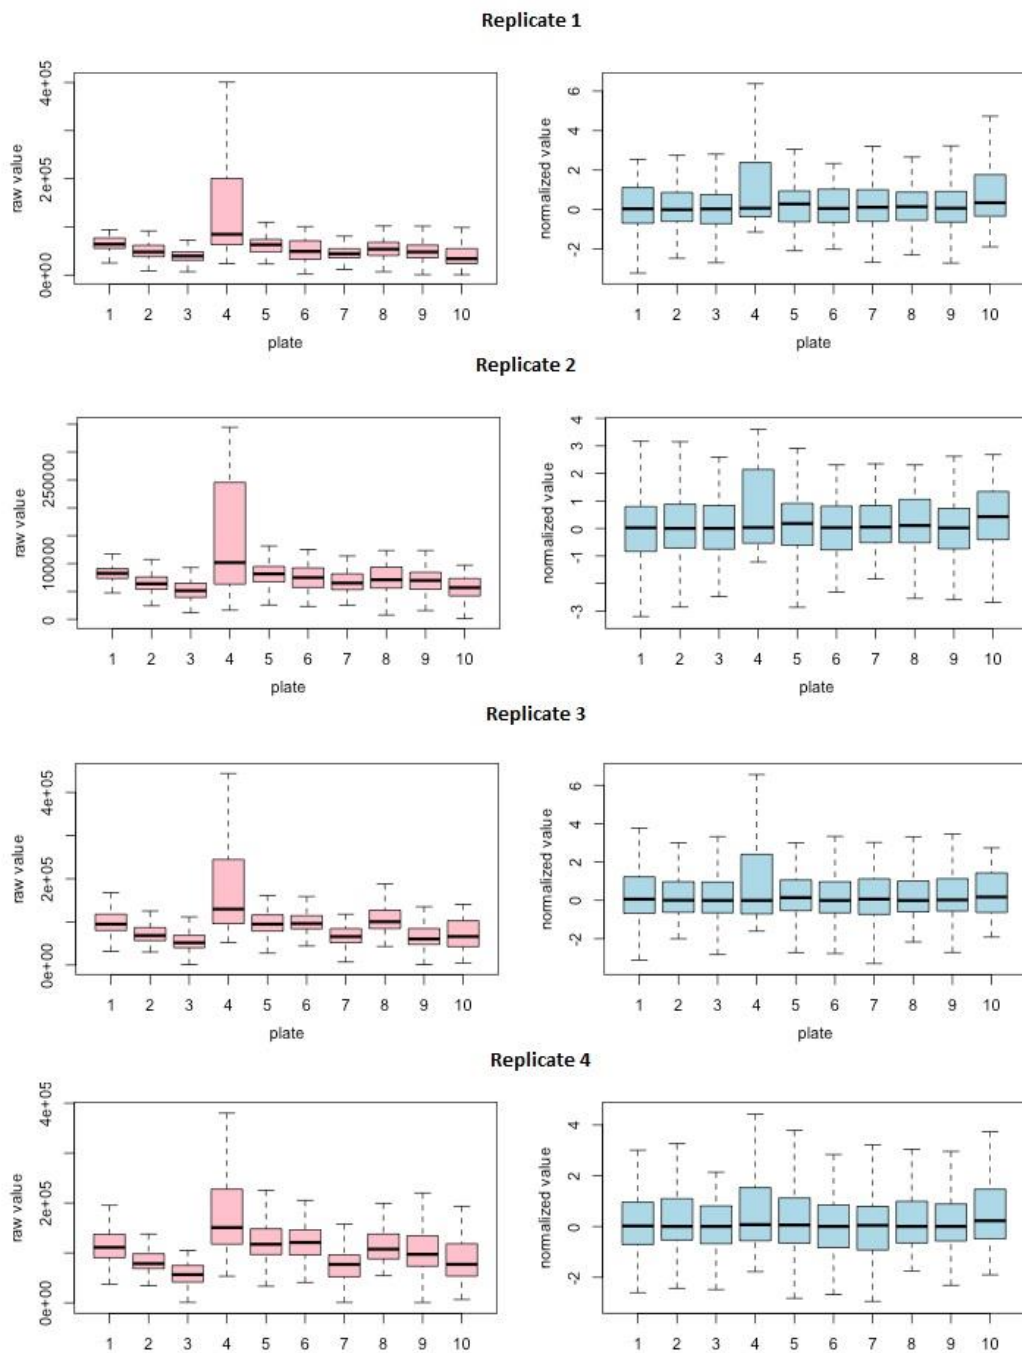 Replicate 1
raw value
0e+00 2e+05 4e+05
1 2 3 4 5 6 7 8 9 10
plate
normalized value
-2 0 2 4 6
1 2 3 4 5 6 7 8 9 10
plate
Replicate 2
raw value
0 100000 250000
1 2 3 4 5 6 7 8 9 10
plate
normalized value
-3 -1 0 1 2 3 4
1 2 3 4 5 6 7 8 9 10
plate
Replicate 3
raw value
0e+00 2e+05 4e+05
1 2 3 4 5 6 7 8 9 10
plate
normalized value
-2 0 2 4 6
1 2 3 4 5 6 7 8 9 10
plate
Replicate 4
raw value
0e+00 2e+05 4e+05
1 2 3 4 5 6 7 8 9 10
normalized value
-2 0 2 4
1 2 3 4 5 6 7 8 9 10